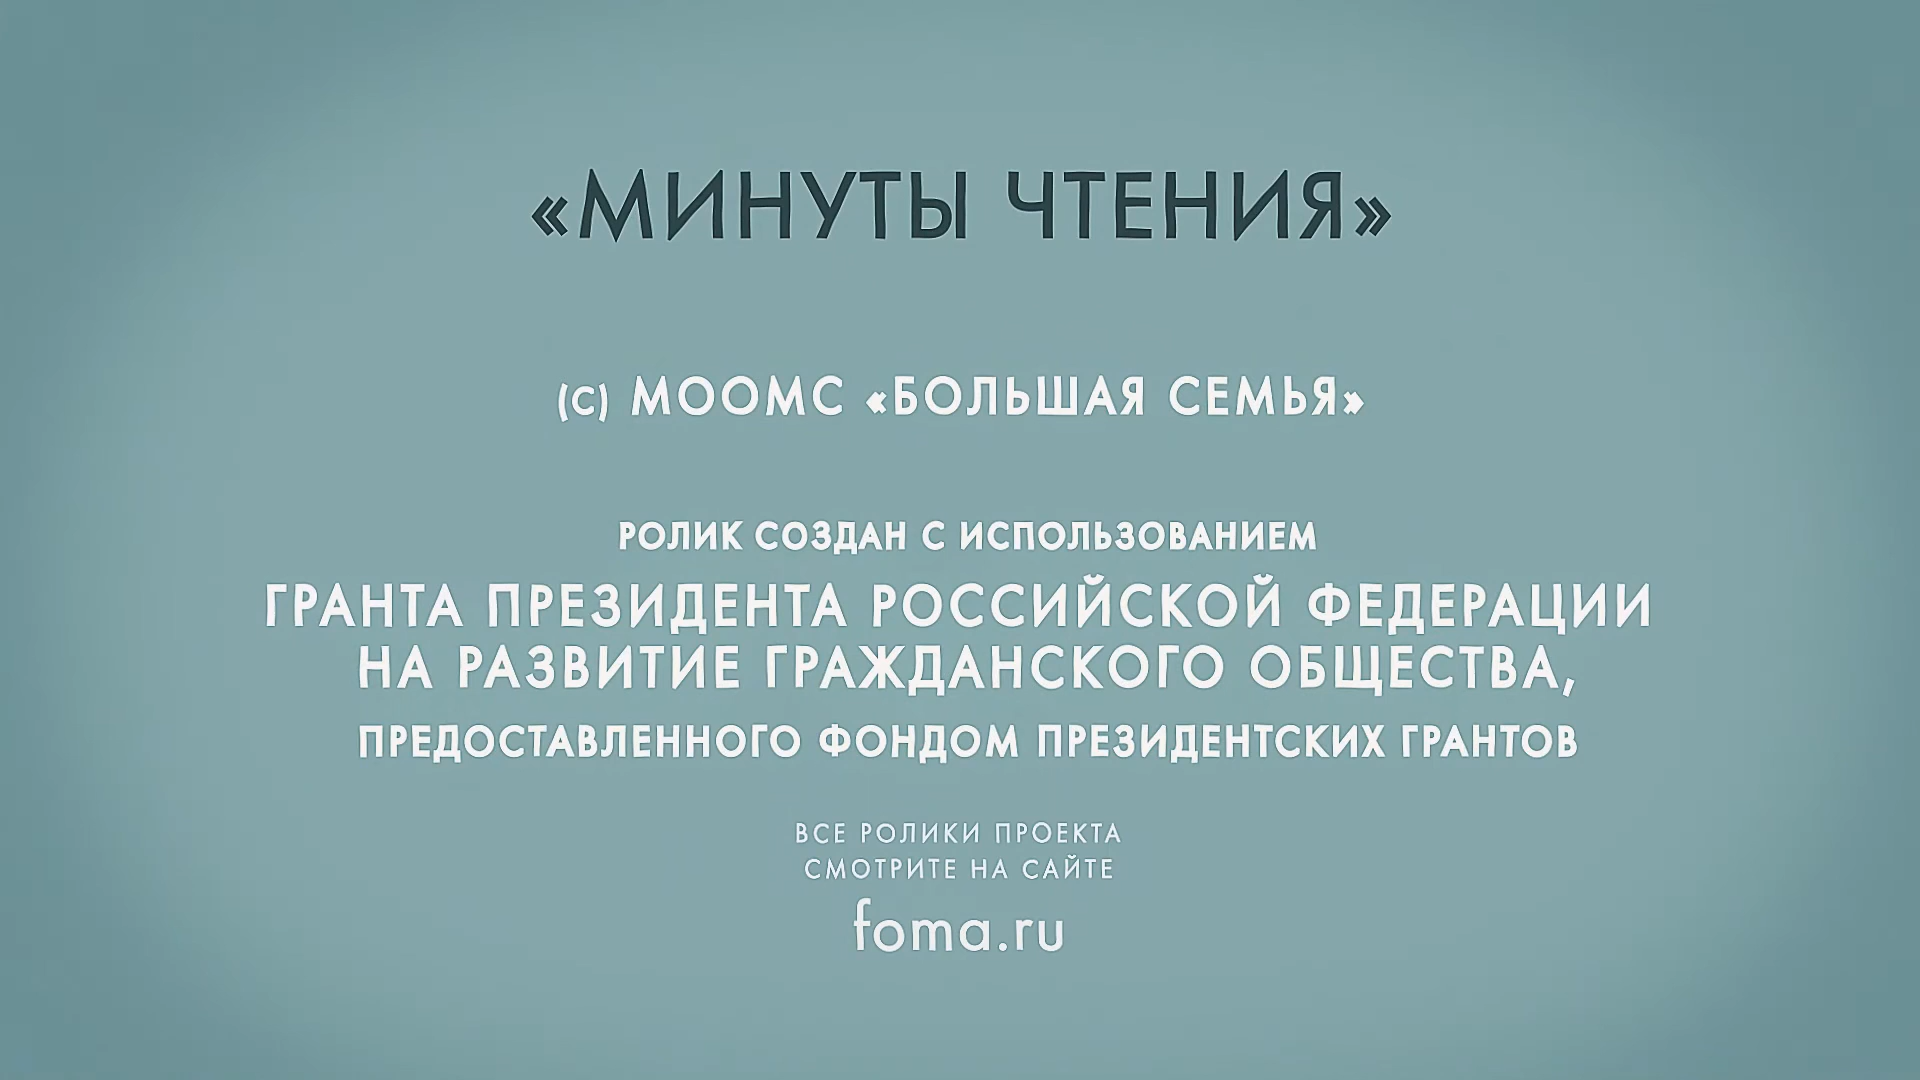 «МИНУТЫ ЧТЕНИЯ»
(С) МООМС «БОЛЬШАЯ СЕМЬЯ»
РОЛИК СОЗДАН С ИСПОЛЬЗОВАНИЕМ
ГРАНТА ПРЕЗИДЕНТА РОССИЙСКОЙ ФЕДЕРАЦИИ
НА РАЗВИТИЕ ГРАЖДАНСКОГО ОБЩЕСТВА,
ПРЕДОСТАВЛЕННОГО ФОНДОМ ПРЕЗИДЕНТСКИХ ГРАНТОВ
ВСЕ РОЛИКИ ПРОЕКТА
СМОТРИТЕ НА САЙТЕ
foma.ru